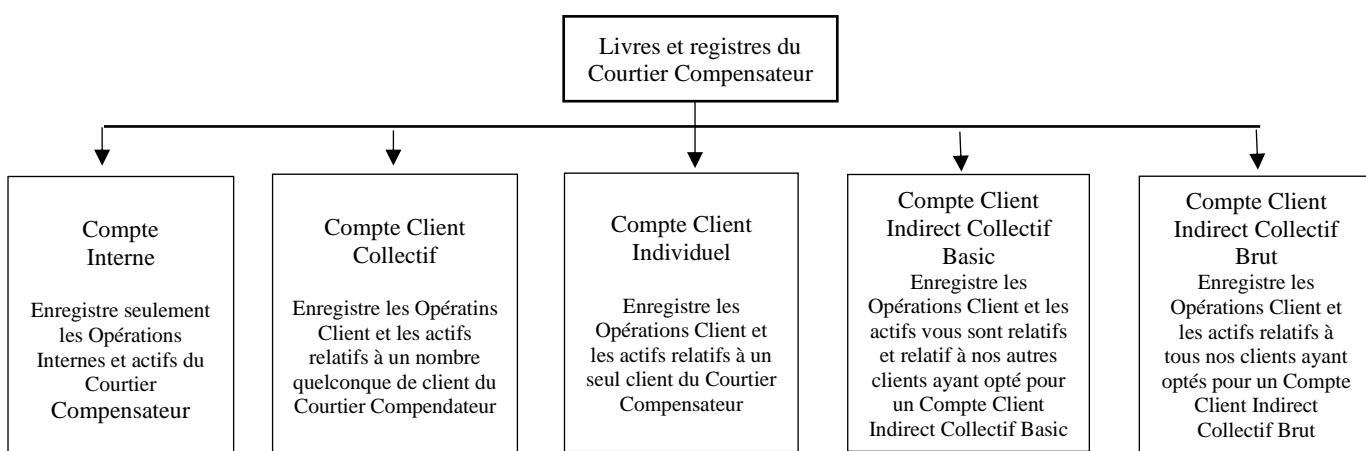 Livres et registres du
Courtier Compensateur
Compte
Interne
Enregistre seulement
les Opérations
Internes et actifs du
Courtier
Compensateur
Compte Client
Collectif
Enregistre les Opératins
Client et les actifs
relatifs à un nombre
quelconque de client du
Courtier Compendateur
Compte Client
Individuel
Enregistre les
Opérations Client et
les actifs relatifs à un
seul client du Courtier
Compensateur
Compte Client
Indirect Collectif
Basic
Enregistre les
Opérations Client et les
actifs vous sont relatifs
et relatif à nos autres
clients ayant opté pour
un Compte Client
Indirect Collectif Basic
Compte Client
Indirect Collectif
Brut
Enregistre les
Opérations Client et
les actifs relatifs à
tous nos clients ayant
optés pour un Compte
Client Indirect
Collectif Brut